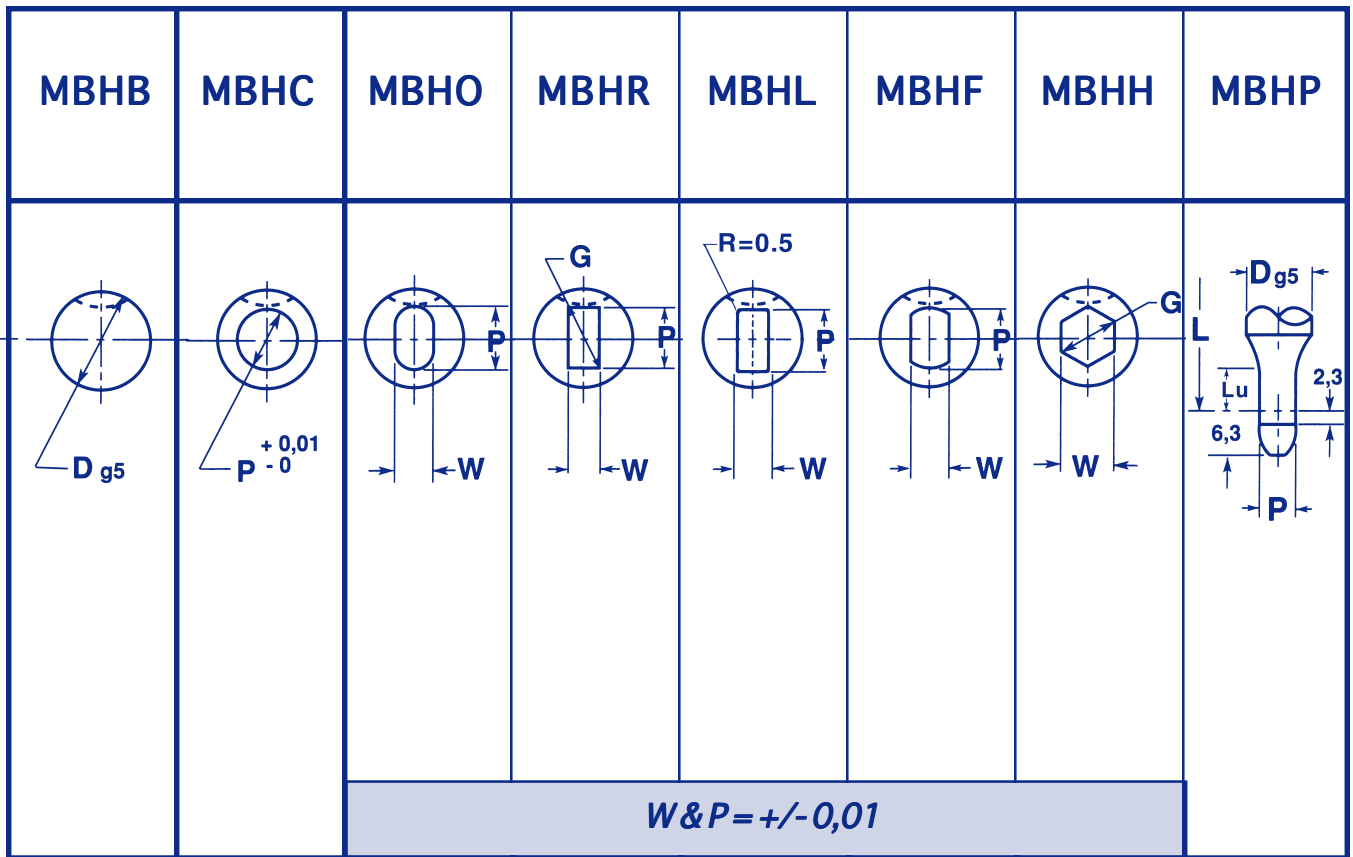 MBHB MBHC MBHO MBHR MBHL MBHF MBHH MBHP
D g5
P + 0,01
- 0
P
W
G
P
W
R=0.5
P
W
P
W
G
W
D g5
L
Lu
2,3
6,3
P
W & P = +/- 0,01